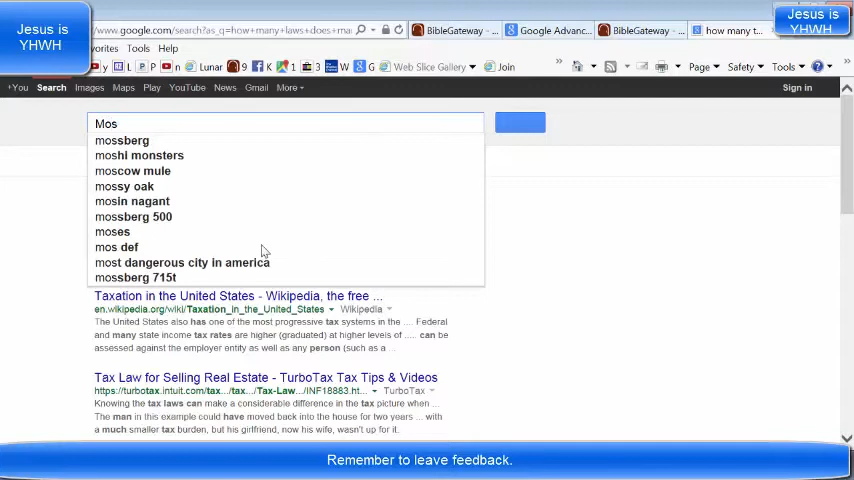 Jesus is
YHWH
Jesus is
YHWH
www.google.com/search?as_q=how+many+laws+does+ma
BibleGateway - ...
Google Advanc...
BibleGateway - ...
how many t...
avorites Tools Help
y L P n Lunar 9 1 3 9 Web Slice Gallery Join
Page Safety Tools
+You Search Images Maps Play YouTube News Gmail More Sign in
Mos
mossberg
moshi monsters
moscow mule
mossy oak
mosin nagant
mossberg 500
moses
mos def
most dangerous city in america
mossberg 715t
Taxation in the United States - Wikipedia, the free ...
en.wikipedia.org/wiki/Taxation_in_the_United_States Wikipedia
The United States also has one of the most progressive tax systems in the .... Federal
and many state income tax rates are higher (graduated) at higher levels of ..... can be
assessed against the employer entity as well as any person (such as a ...
Tax Law for Selling Real Estate - TurboTax Tax Tips & Videos
https://turbotax.intuit.com/tax.../tax.../Tax-Law.../INF18883.ht... TurboTax
Knowing the tax laws can make a considerable difference in the tax picture when ...
The man in this example could have moved back into the house for two years ... with
a much smaller tax burden, but his girlfriend, now his wife, wasn't up for it.
Remember to leave feedback.